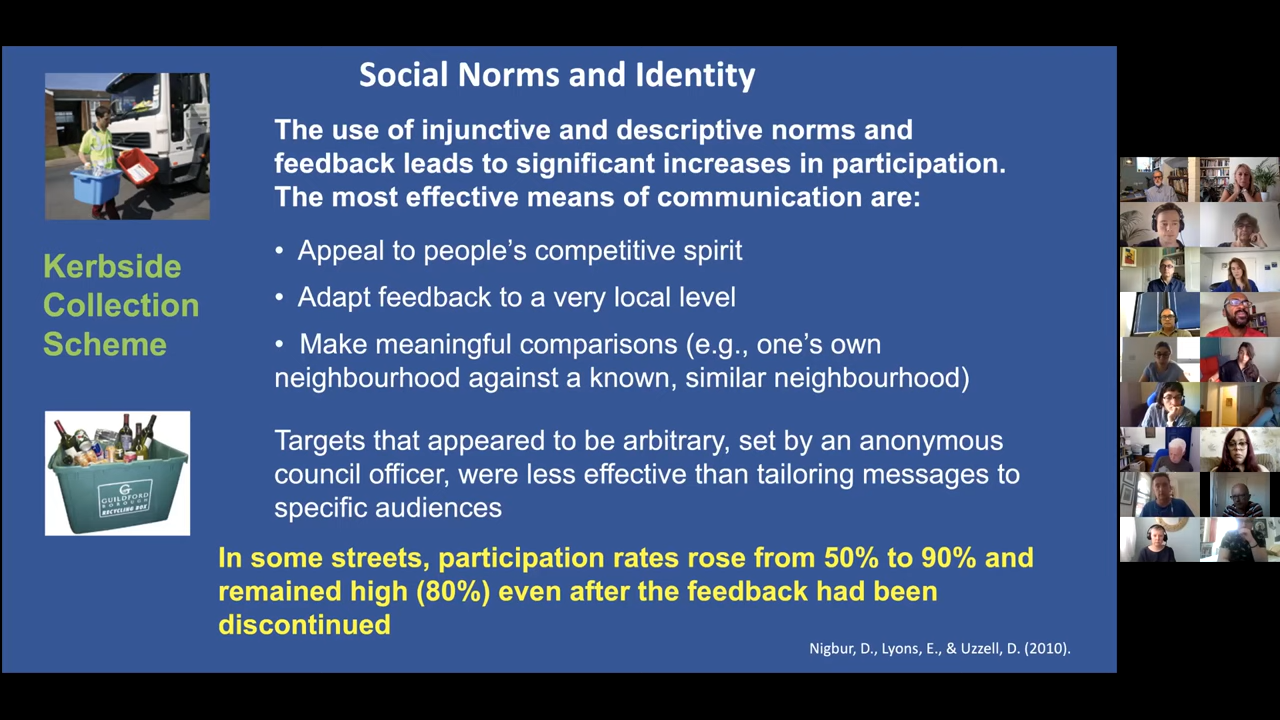 Social Norms and Identity
The use of injunctive and descriptive norms and
feedback leads to significant increases in participation.
The most effective means of communication are:
• Appeal to people's competitive spirit
• Adapt feedback to a very local level
• Make meaningful comparisons (e.g., one's own
neighbourhood against a known, similar neighbourhood)
Kerbside
Collection
Scheme
Targets that appeared to be arbitrary, set by an anonymous
council officer, were less effective than tailoring messages to
specific audiences
GUILDFORD
BOROUGH
RECYCLING BOX
In some streets, participation rates rose from 50% to 90% and
remained high (80%) even after the feedback had been
discontinued
Nigbur, D., Lyons, E., & Uzzell, D. (2010).